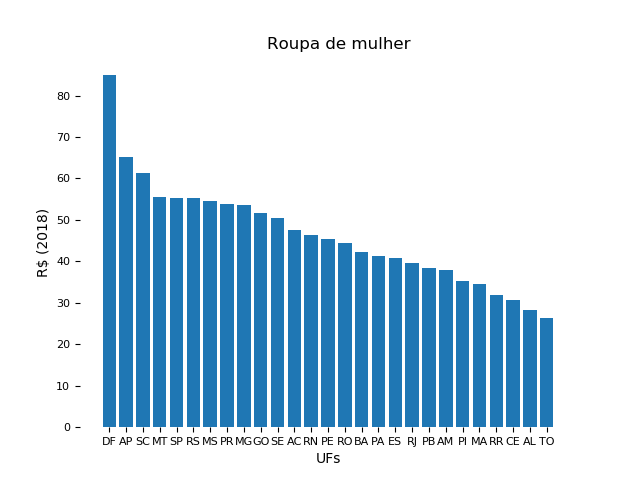 Roupa de mulher
R$ (2018)
80
70
60
50
40
30
20
10
0
DF AP SC MT SP RS MS PR MG GO SE AC RN PE RO BA PA ES RJ PB AM PI MA RR CE AL TO
UFs